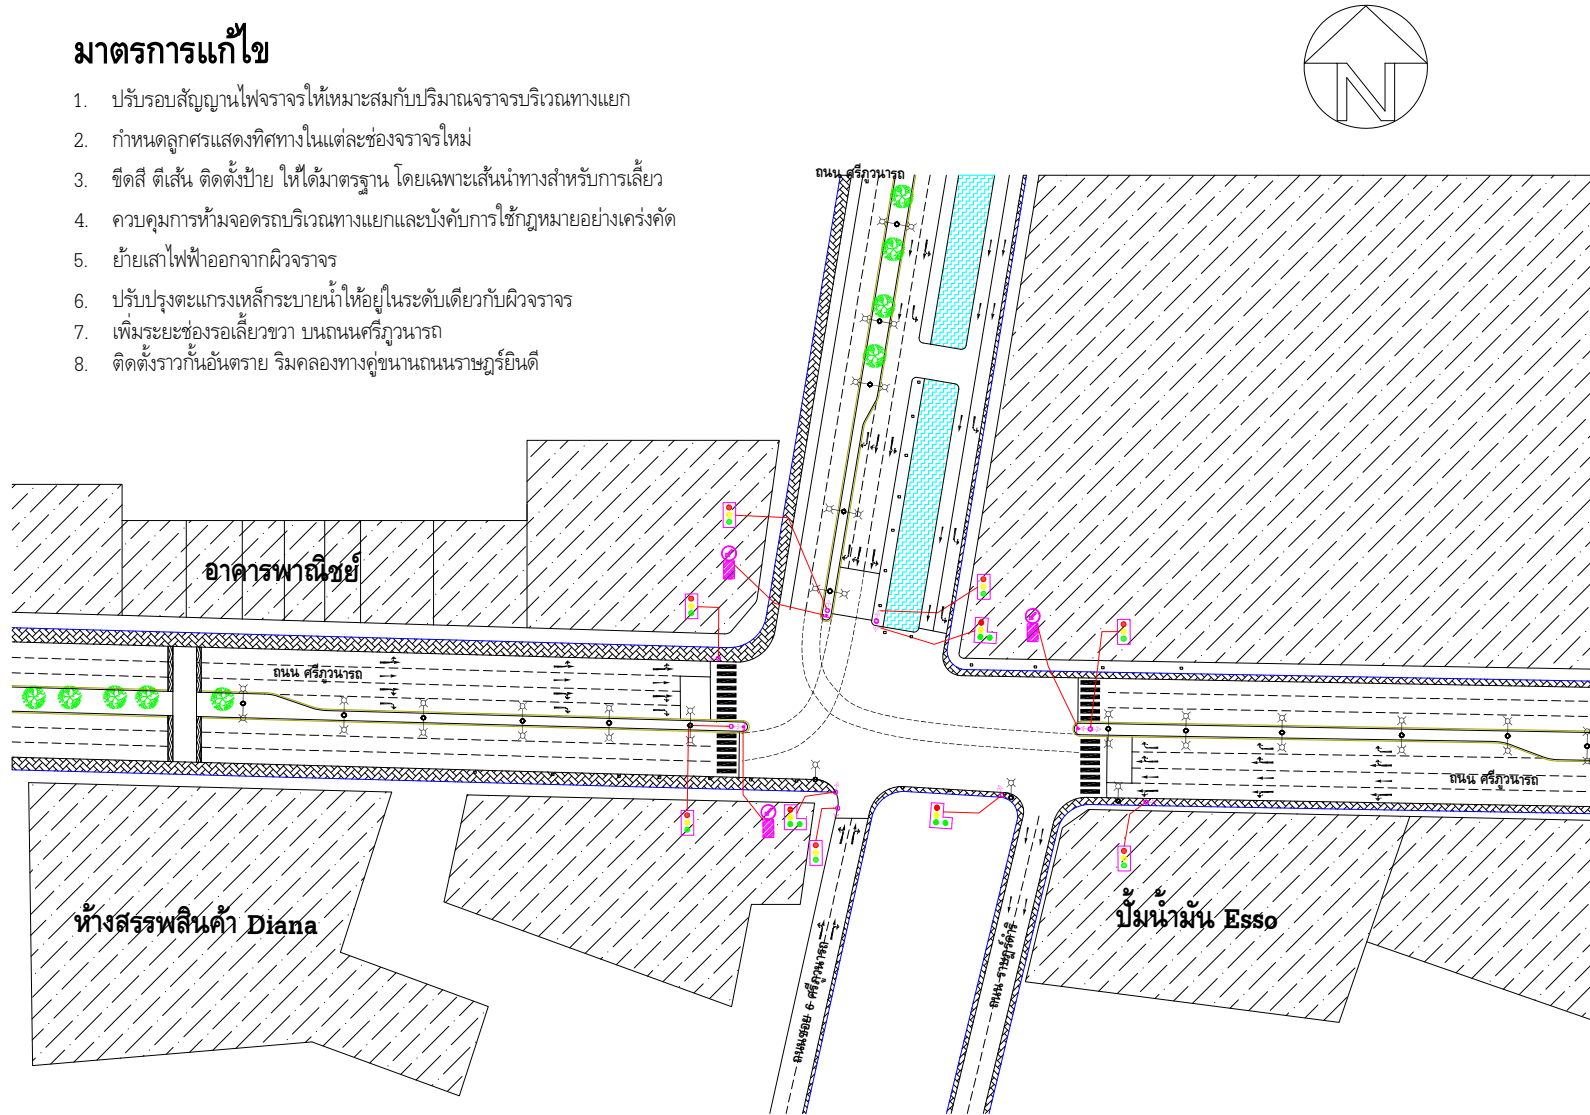 มาตรการแก้ไข
1. ปรับรอบสัญญานไฟจราจรให้เหมาะสมกับปริมาณจราจรบริเวณทางแยก
2. กำหนดลูกศรแสดงทิศทางในแต่ละช่องจราจรใหม่
3. ขีดสี ตีเส้น ติดตั้งป้าย ให้ได้มาตรฐาน โดยเฉพาะเส้นนำทางสำหรับการเลี้ยว
4. ควบคุมการห้ามจอดรถบริเวณทางแยกและบังคับการใช้กฎหมายอย่างเคร่งคัด
5. ย้ายเสาไฟฟ้าออกจากผิวจราจร
6. ปรับปรุงตะแกรงเหล็กระบายน้ำให้อยู่ในระดับเดียวกับผิวจราจร
7. เพิ่มระยะช่องรอเลี้ยวขวา บนถนนศรีภูวนารถ
8. ติดตั้งราวกั้นอันตราย ริมคลองทางคู่ขนานถนนราษฎร์ยินดี
N
ถนน ศรีภูวนารถ
อาคารพาณิชย์
ถนน ศรีภูวนารถ
ถนน ศรีภูวนารถ
ห้างสรรพสินค้า Diana
ปั๊มน้ำมัน Esso
ถนนซอย 6 ศรีภูวนารถ
ถนน ราษฎร์ดำริ